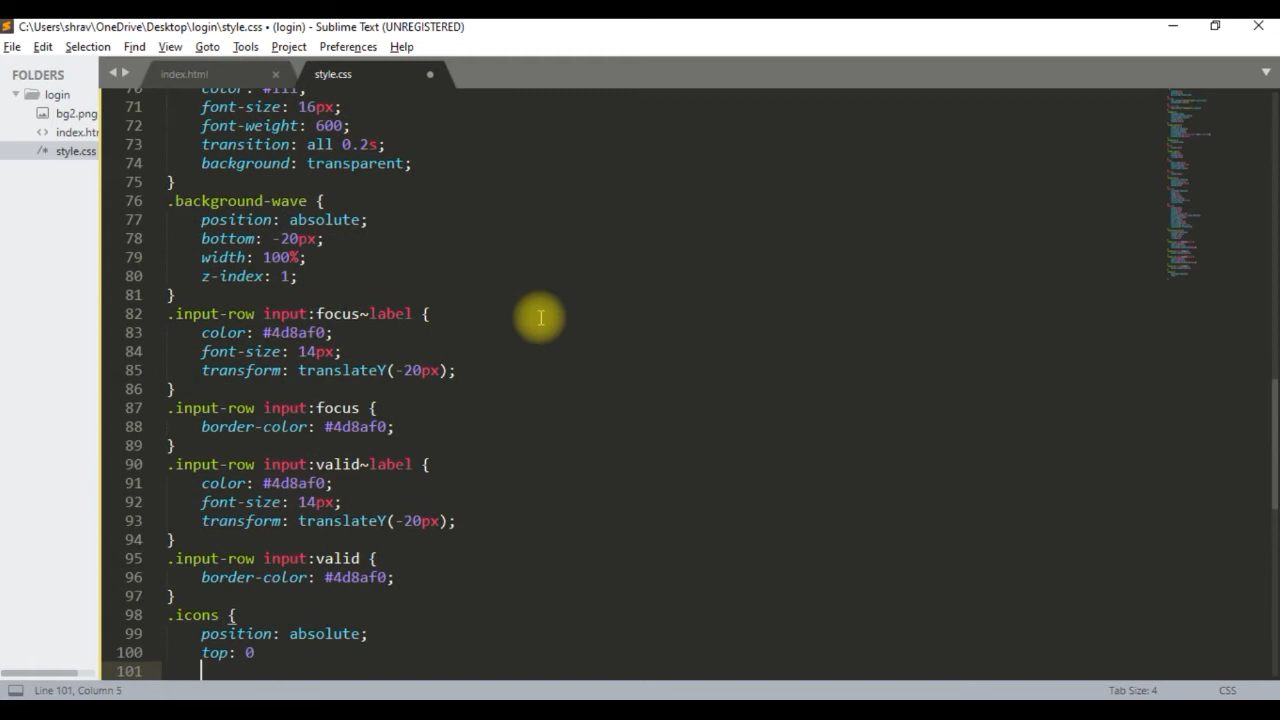 C:\Users\shrav\OneDrive\Desktop\login\style.css • (login) - Sublime Text (UNREGISTERED)
File Edit Selection Find View Goto Tools Project Preferences Help
FOLDERS
login
bg2.png
index.htm
style.css
index.html
style.css
70 color: #111;
71 font-size: 16px;
72 font-weight: 600;
73 transition: all 0.2s;
74 background: transparent;
75 }
76 .background-wave {
77 position: absolute;
78 bottom: -20px;
79 width: 100%;
80 z-index: 1;
81 }
82 .input-row input:focus~label {
83 color: #4d8af0;
84 font-size: 14px;
85 transform: translateY(-20px);
86 }
87 .input-row input:focus {
88 border-color: #4d8af0;
89 }
90 .input-row input:valid~label {
91 color: #4d8af0;
92 font-size: 14px;
93 transform: translateY(-20px);
94 }
95 .input-row input:valid {
96 border-color: #4d8af0;
97 }
98 .icons {
99 position: absolute;
100 top: 0
101
Line 101, Column 5
Tab Size: 4
CSS